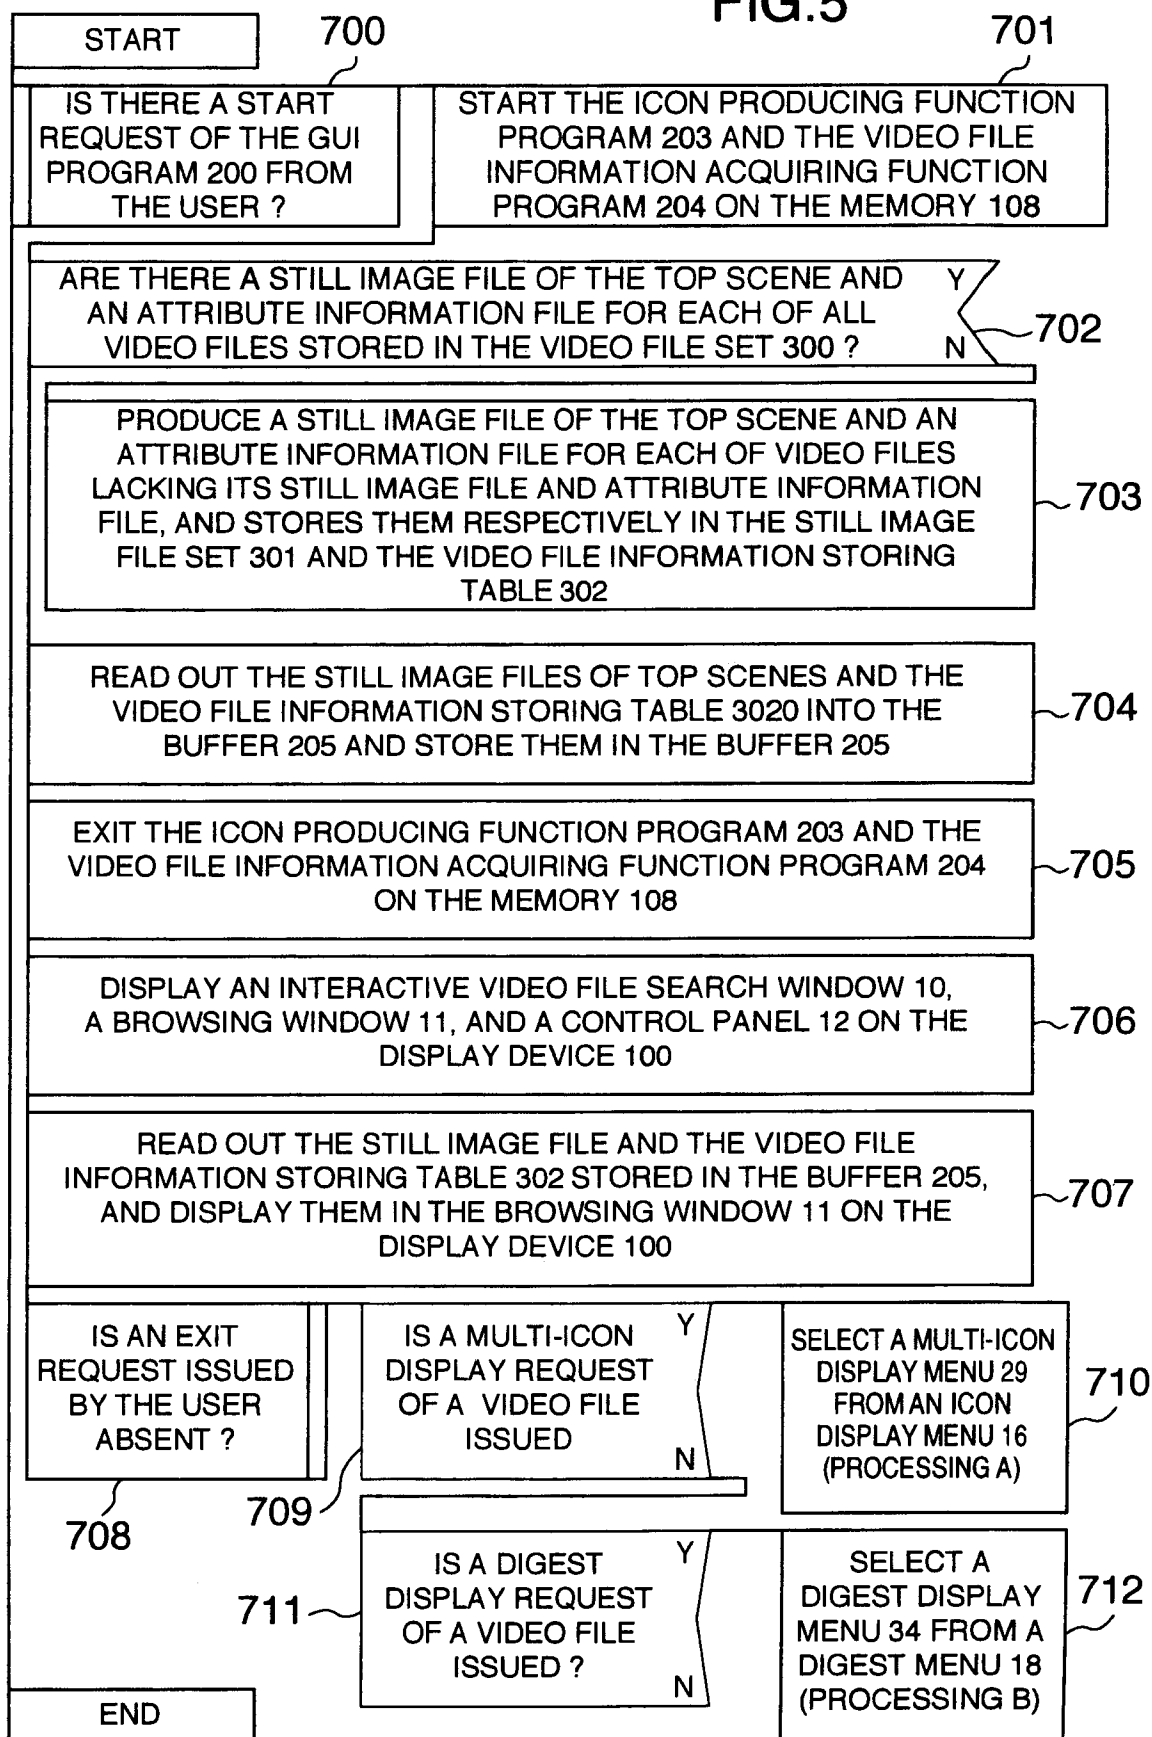 FIG.5
START
700
701
IS THERE A START
REQUEST OF THE GUI
PROGRAM 200 FROM
THE USER ?
START THE ICON PRODUCING FUNCTION
PROGRAM 203 AND THE VIDEO FILE
INFORMATION ACQUIRING FUNCTION
PROGRAM 204 ON THE MEMORY 108
ARE THERE A STILL IMAGE FILE OF THE TOP SCENE AND
AN ATTRIBUTE INFORMATION FILE FOR EACH OF ALL
VIDEO FILES STORED IN THE VIDEO FILE SET 300 ?
Y
N
702
PRODUCE A STILL IMAGE FILE OF THE TOP SCENE AND AN
ATTRIBUTE INFORMATION FILE FOR EACH OF VIDEO FILES
LACKING ITS STILL IMAGE FILE AND ATTRIBUTE INFORMATION
FILE, AND STORES THEM RESPECTIVELY IN THE STILL IMAGE
FILE SET 301 AND THE VIDEO FILE INFORMATION STORING
TABLE 302
703
READ OUT THE STILL IMAGE FILES OF TOP SCENES AND THE
VIDEO FILE INFORMATION STORING TABLE 3020 INTO THE
BUFFER 205 AND STORE THEM IN THE BUFFER 205
704
EXIT THE ICON PRODUCING FUNCTION PROGRAM 203 AND THE
VIDEO FILE INFORMATION ACQUIRING FUNCTION PROGRAM 204
ON THE MEMORY 108
705
DISPLAY AN INTERACTIVE VIDEO FILE SEARCH WINDOW 10,
A BROWSING WINDOW 11, AND A CONTROL PANEL 12 ON THE
DISPLAY DEVICE 100
706
READ OUT THE STILL IMAGE FILE AND THE VIDEO FILE
INFORMATION STORING TABLE 302 STORED IN THE BUFFER 205,
AND DISPLAY THEM IN THE BROWSING WINDOW 11 ON THE
DISPLAY DEVICE 100
707
IS AN EXIT
REQUEST ISSUED
BY THE USER
ABSENT ?
708
IS A MULTI-ICON
DISPLAY REQUEST
OF A VIDEO FILE
ISSUED
Y
N
709
SELECT A MULTI-ICON
DISPLAY MENU 29
FROM AN ICON
DISPLAY MENU 16
(PROCESSING A)
710
IS A DIGEST
DISPLAY REQUEST
OF A VIDEO FILE
ISSUED ?
Y
N
711
SELECT A
DIGEST DISPLAY
MENU 34 FROM A
DIGEST MENU 18
(PROCESSING B)
712
END